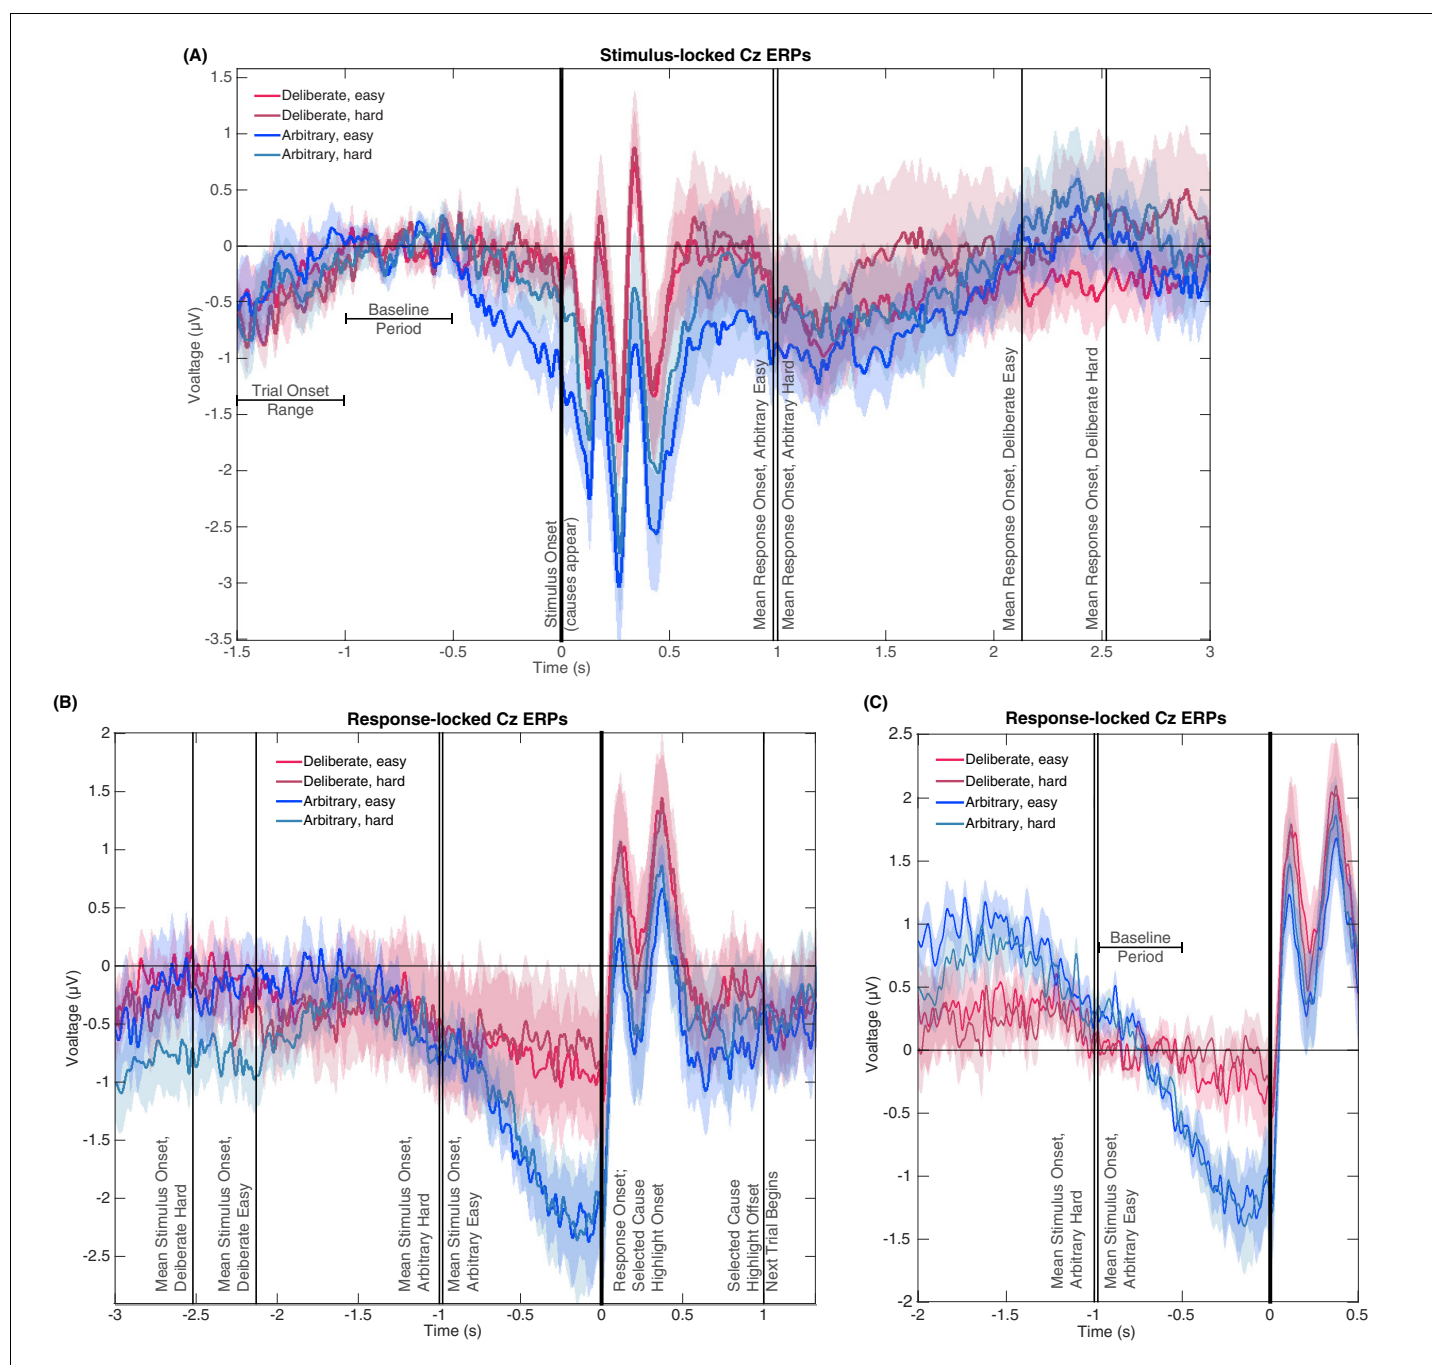 (A)
Stimulus-locked Cz ERPs
Deliberate, easy
Deliberate, hard
Arbitrary, easy
Arbitrary, hard
1.5
1
0.5
0
-0.5
-1
-1.5
-2
-2.5
-3
-3.5
Voaltage (µV)
Baseline
Period
Trial Onset
Range
Stimulus Onset
(causes appear)
Mean Response Onset, Arbitrary Easy
Mean Response Onset, Arbitrary Hard
Mean Response Onset, Deliberate Easy
Mean Response Onset, Deliberate Hard
-1.5 -1 -0.5 0 0.5 1 1.5 2 2.5 3
Time (s)
(B)
Response-locked Cz ERPs
Deliberate, easy
Deliberate, hard
Arbitrary, easy
Arbitrary, hard
2
1.5
1
0.5
0
-0.5
-1
-1.5
-2
-2.5
Voaltage (µV)
Mean Stimulus Onset,
Deliberate Hard
Mean Stimulus Onset,
Deliberate Easy
Mean Stimulus Onset,
Arbitrary Hard
Mean Stimulus Onset,
Arbitrary Easy
Response Onset;
Selected Cause
Highlight Onset
Selected Cause
Highlight Offset
Next Trial Begins
-3 -2.5 -2 -1.5 -1 -0.5 0 0.5 1
Time (s)
(C)
Response-locked Cz ERPs
Deliberate, easy
Deliberate, hard
Arbitrary, easy
Arbitrary, hard
2.5
2
1.5
1
0.5
0
-0.5
-1
-1.5
-2
Voaltage (µV)
Baseline
Period
Mean Stimulus Onset,
Arbitrary Hard
Mean Stimulus Onset,
Arbitrary Easy
-2 -1.5 -1 -0.5 0 0.5
Time (s)